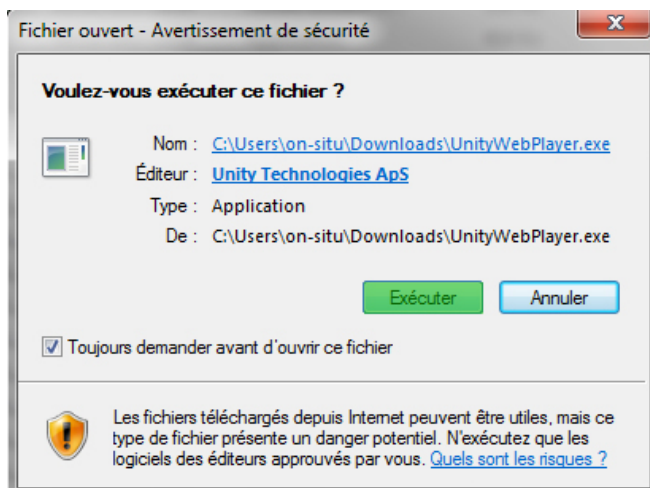 Fichier ouvert - Avertissement de sécurité
Voulez-vous exécuter ce fichier ?
Nom : C:\Users\on-situ\Downloads\UnityWebPlayer.exe
Éditeur : Unity Technologies ApS
Type : Application
De : C:\Users\on-situ\Downloads\UnityWebPlayer.exe
Exécuter Annuler
Toujours demander avant d'ouvrir ce fichier
Les fichiers téléchargés depuis Internet peuvent être utiles, mais ce
type de fichier présente un danger potentiel. N'exécutez que les
logiciels des éditeurs approuvés par vous. Quels sont les risques ?